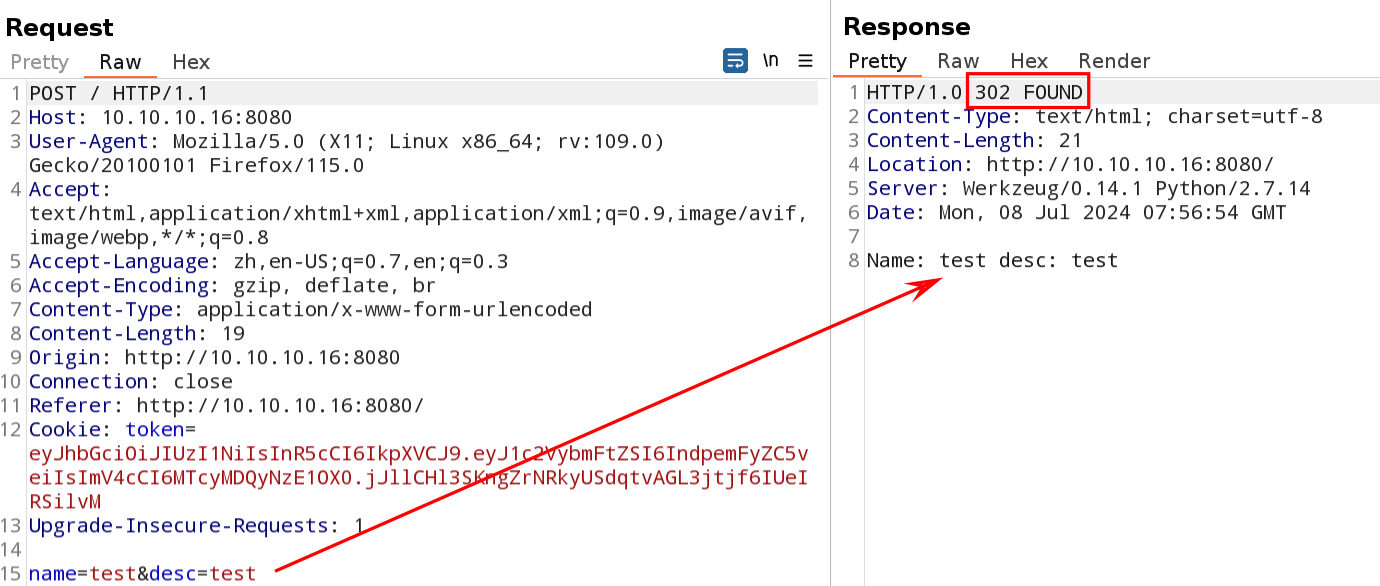 Request
Pretty Raw Hex \n
1 POST / HTTP/1.1
2 Host: 10.10.10.16:8080
3 User-Agent: Mozilla/5.0 (X11; Linux x86_64; rv:109.0)
Gecko/20100101 Firefox/115.0
4 Accept:
text/html,application/xhtml+xml,application/xml;q=0.9,image/avif,
image/webp,*/*;q=0.8
5 Accept-Language: zh,en-US;q=0.7,en;q=0.3
6 Accept-Encoding: gzip, deflate, br
7 Content-Type: application/x-www-form-urlencoded
8 Content-Length: 19
9 Origin: http://10.10.10.16:8080
10 Connection: close
11 Referer: http://10.10.10.16:8080/
12 Cookie: token=
eyJhbGciOiJIUzI1NiIsInR5cCI6IkpXVCJ9.eyJ1c2VybmFtZSI6IndpemFyZC5v
eiIsImV4cCI6MTcyMDQyNzE1OX0.jJllCHl3SKngZrNRkyUSdqtvAGL3jtjf6IUeI
RSilvM
13 Upgrade-Insecure-Requests: 1
14
15 name=test&desc=test
Response
Pretty Raw Hex Render
1 HTTP/1.0 302 FOUND
2 Content-Type: text/html; charset=utf-8
3 Content-Length: 21
4 Location: http://10.10.10.16:8080/
5 Server: Werkzeug/0.14.1 Python/2.7.14
6 Date: Mon, 08 Jul 2024 07:56:54 GMT
7
8 Name: test desc: test